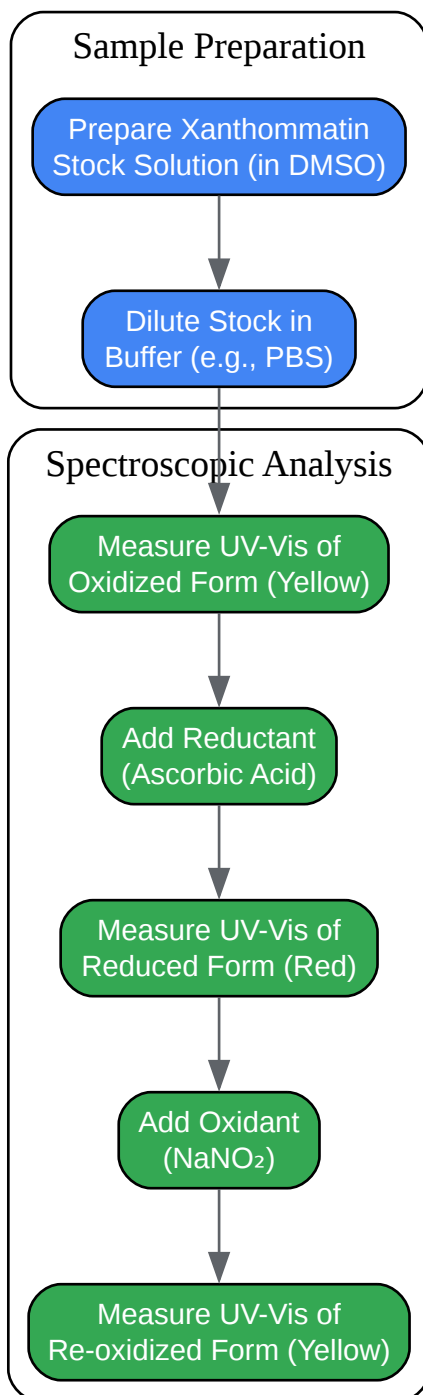 Sample Preparation
Prepare Xanthommatin
Stock Solution (in DMSO)
Dilute Stock in
Buffer (e.g., PBS)
Spectroscopic Analysis
Measure UV-Vis of
Oxidized Form (Yellow)
Add Reductant
(Ascorbic Acid)
Measure UV-Vis of
Reduced Form (Red)
Add Oxidant
(NaNO₂)
Measure UV-Vis of
Re-oxidized Form (Yellow)